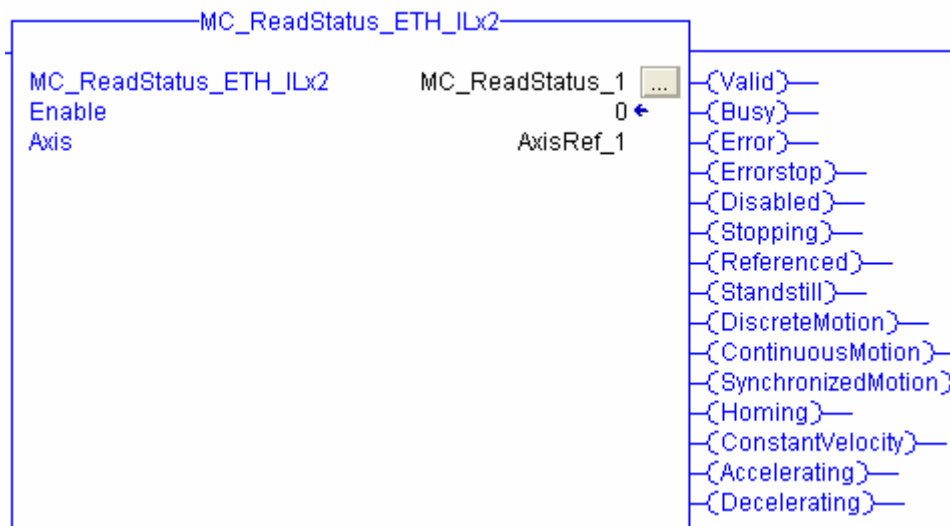 MC_ReadStatus_ETH_ILx2
MC_ReadStatus_ETH_ILx2 MC_ReadStatus_1 ... (Valid)
Enable 0 (Busy)
Axis AxisRef_1 (Error)
(Errorstop)
(Disabled)
(Stopping)
(Referenced)
(Standstill)
(DiscreteMotion)
(ContinuousMotion)
(SynchronizedMotion)
(Homing)
(ConstantVelocity)
(Accelerating)
(Decelerating)